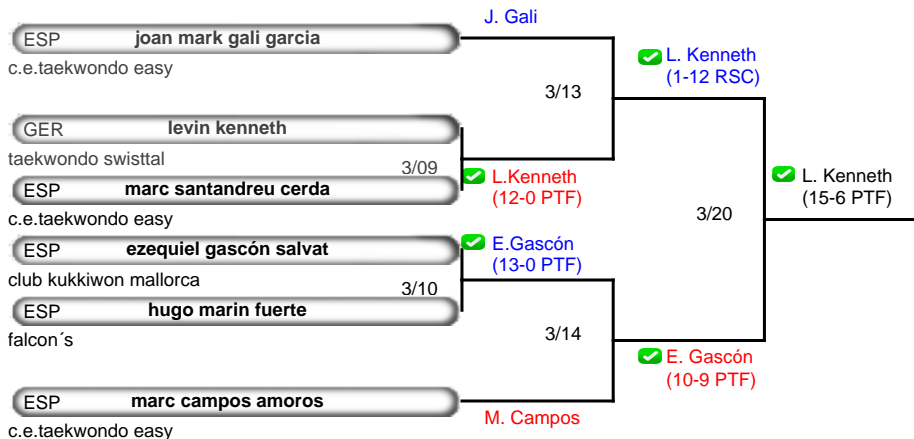 J. Gali
ESP joan mark gali garcia
c.e.taekwondo easy
L. Kenneth
(1-12 RSC)
3/13
GER levin kenneth
taekwondo swisttal
3/09
L.Kenneth
(12-0 PTF)
ESP marc santandreu cerda
c.e.taekwondo easy
L. Kenneth
(15-6 PTF)
3/20
ESP ezequiel gascón salvat
club kukkiwon mallorca
E.Gascón
(13-0 PTF)
3/10
ESP hugo marin fuerte
falcon´s
3/14
E. Gascón
(10-9 PTF)
ESP marc campos amoros
c.e.taekwondo easy
M. Campos